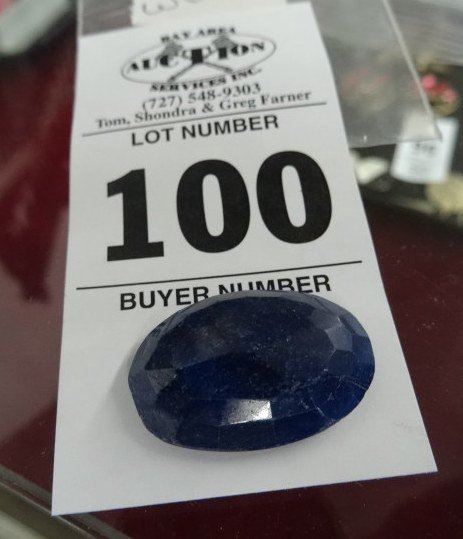 BAY AREA
AUCTION
SERVICES INC.
(727) 548-9303
Tom, Shondra & Greg Farner
LOT NUMBER
100
BUYER NUMBER